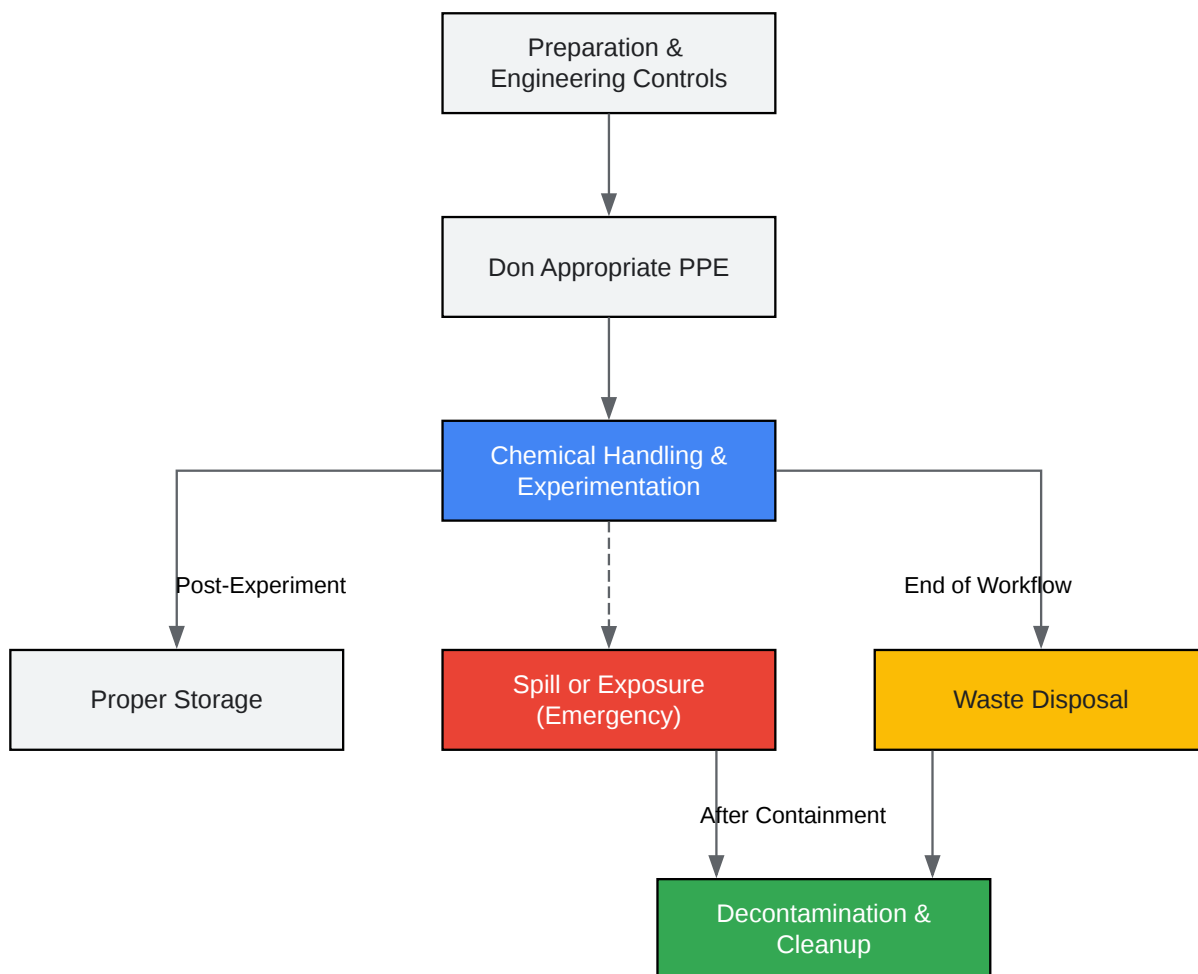 Preparation &
Engineering Controls
Don Appropriate PPE
Chemical Handling &
Experimentation
Post-Experiment
End of Workflow
Proper Storage
Spill or Exposure
(Emergency)
Waste Disposal
After Containment
Decontamination &
Cleanup